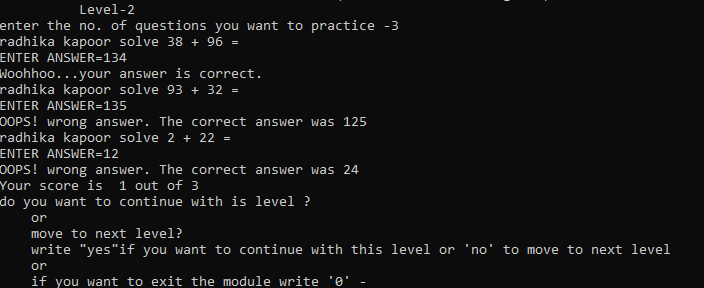 Level-2
enter the no. of questions you want to practice -3
radhika kapoor solve 38 + 96 =
ENTER ANSWER=134
Woohhoo...your answer is correct.
radhika kapoor solve 93 + 32 =
ENTER ANSWER=135
OOPS! wrong answer. The correct answer was 125
radhika kapoor solve 2 + 22 =
ENTER ANSWER=12
OOPS! wrong answer. The correct answer was 24
Your score is  1 out of 3
do you want to continue with is level ?
or
move to next level?
write "yes"if you want to continue with this level or 'no' to move to next level
or
if you want to exit the module write '0' -